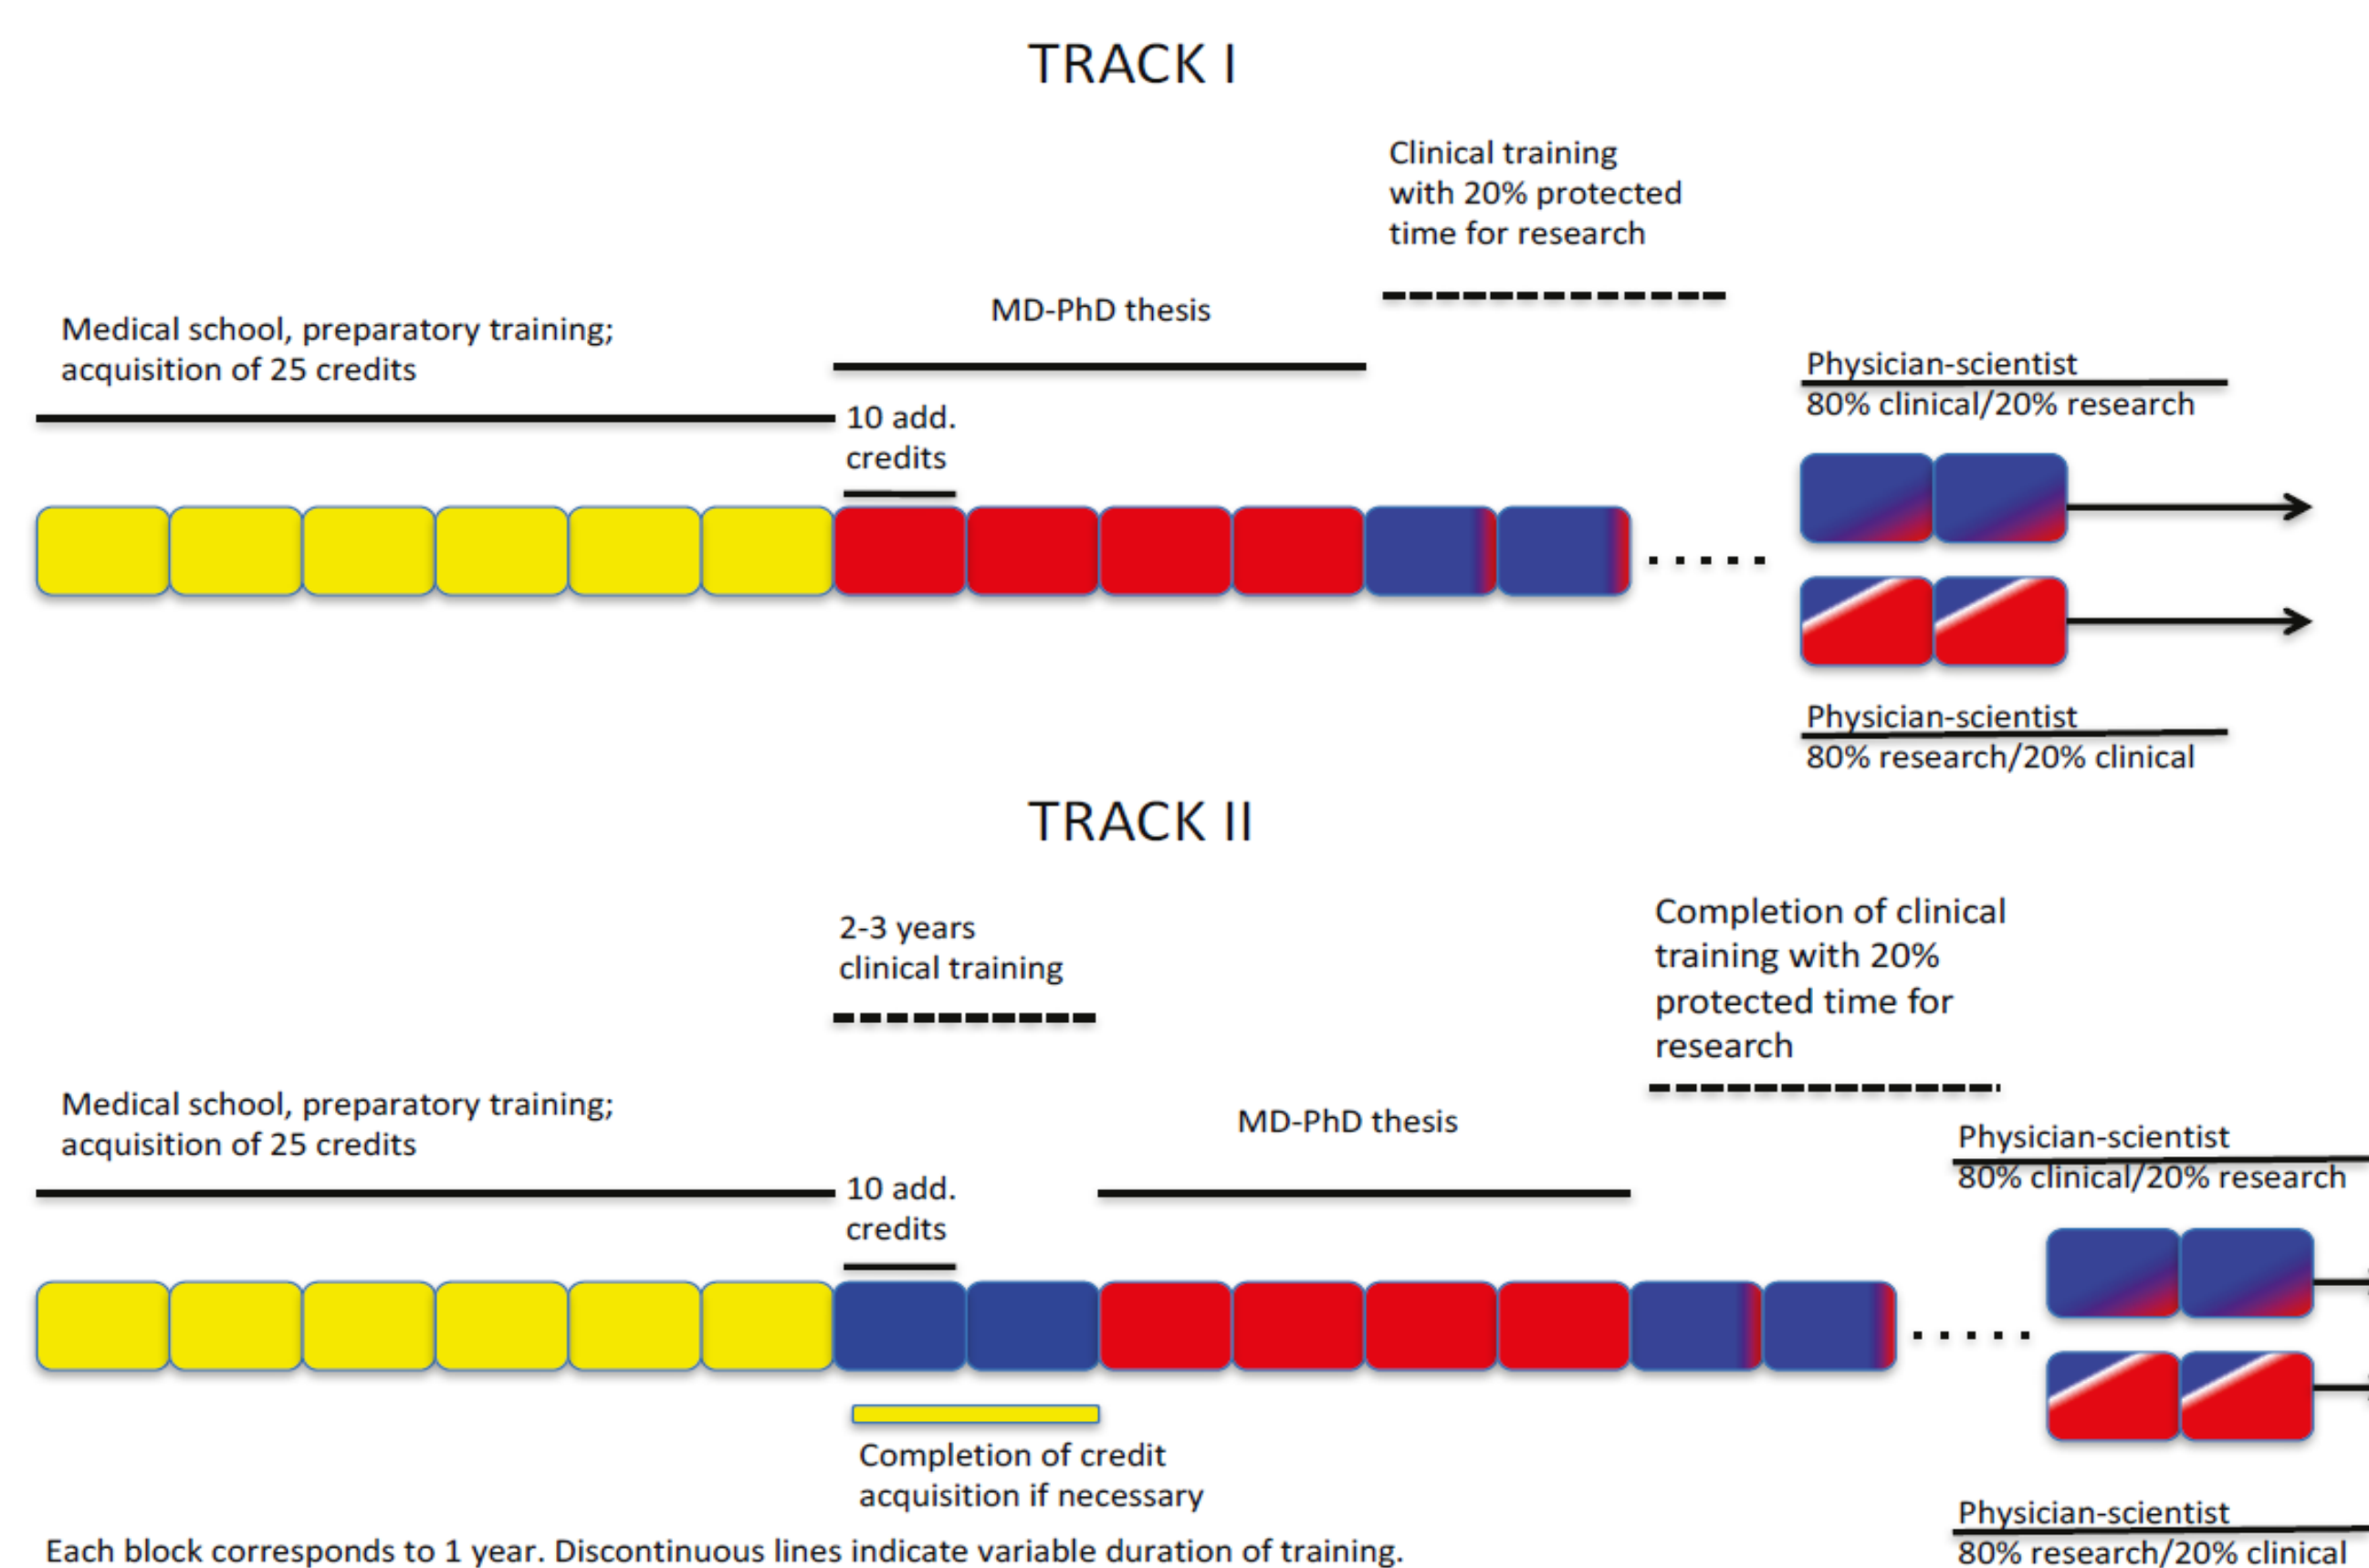 TRACK I
Clinical training
with 20% protected
time for research
MD-PhD thesis
Medical school, preparatory training;
acquisition of 25 credits
10 add.
credits
Physician-scientist
80% clinical/20% research
Physician-scientist
80% research/20% clinical
TRACK II
2-3 years
clinical training
Completion of clinical
training with 20%
protected time for
research
Medical school, preparatory training;
acquisition of 25 credits
MD-PhD thesis
10 add.
credits
Physician-scientist
80% clinical/20% research
Completion of credit
acquisition if necessary
Physician-scientist
80% research/20% clinical
Each block corresponds to 1 year. Discontinuous lines indicate variable duration of training.